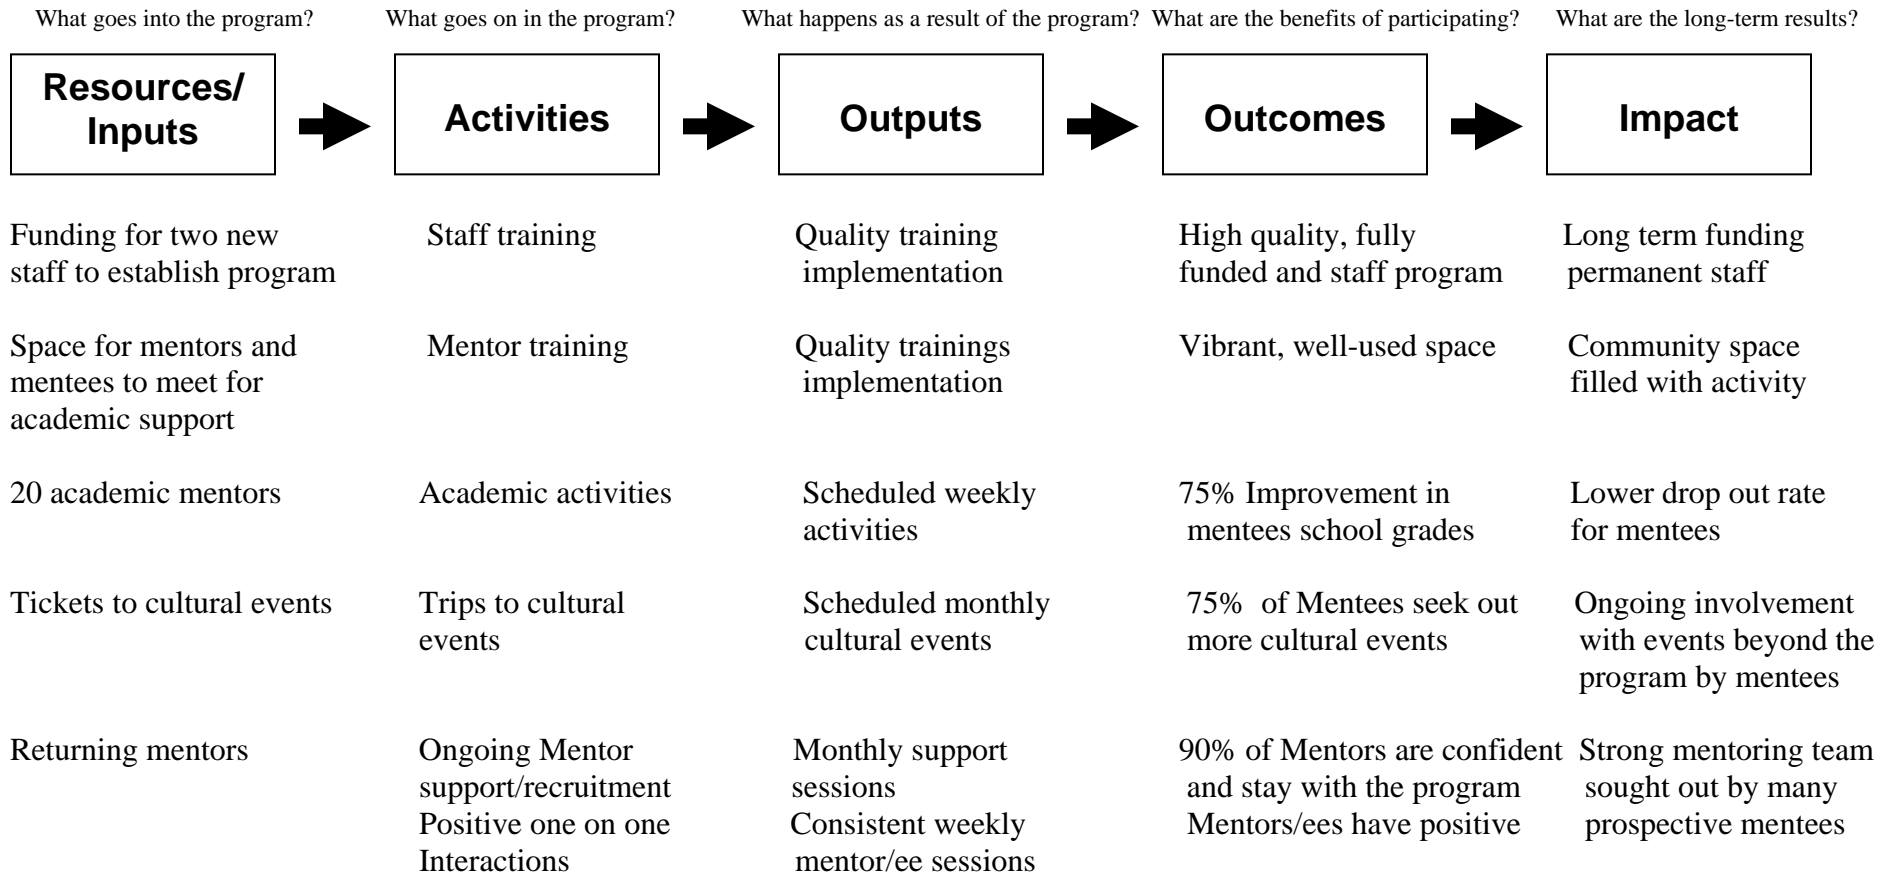 What goes into the program?
What goes on in the program?
What happens as a result of the program?
What are the benefits of participating?
What are the long-term results?
Resources/
Inputs
Activities
Outputs
Outcomes
Impact
Funding for two new
staff to establish program
Staff training
Quality training
implementation
High quality, fully
funded and staff program
Long term funding
permanent staff
Space for mentors and
mentees to meet for
academic support
Mentor training
Quality trainings
implementation
Vibrant, well-used space
Community space
filled with activity
20 academic mentors
Academic activities
Scheduled weekly
activities
75% Improvement in
mentees school grades
Lower drop out rate
for mentees
Tickets to cultural events
Trips to cultural
events
Scheduled monthly
cultural events
75% of Mentees seek out
more cultural events
Ongoing involvement
with events beyond the
program by mentees
Returning mentors
Ongoing Mentor
support/recruitment
Positive one on one
Interactions
Monthly support
sessions
Consistent weekly
mentor/ee sessions
90% of Mentors are confident
and stay with the program
Mentors/ees have positive
Strong mentoring team
sought out by many
prospective mentees